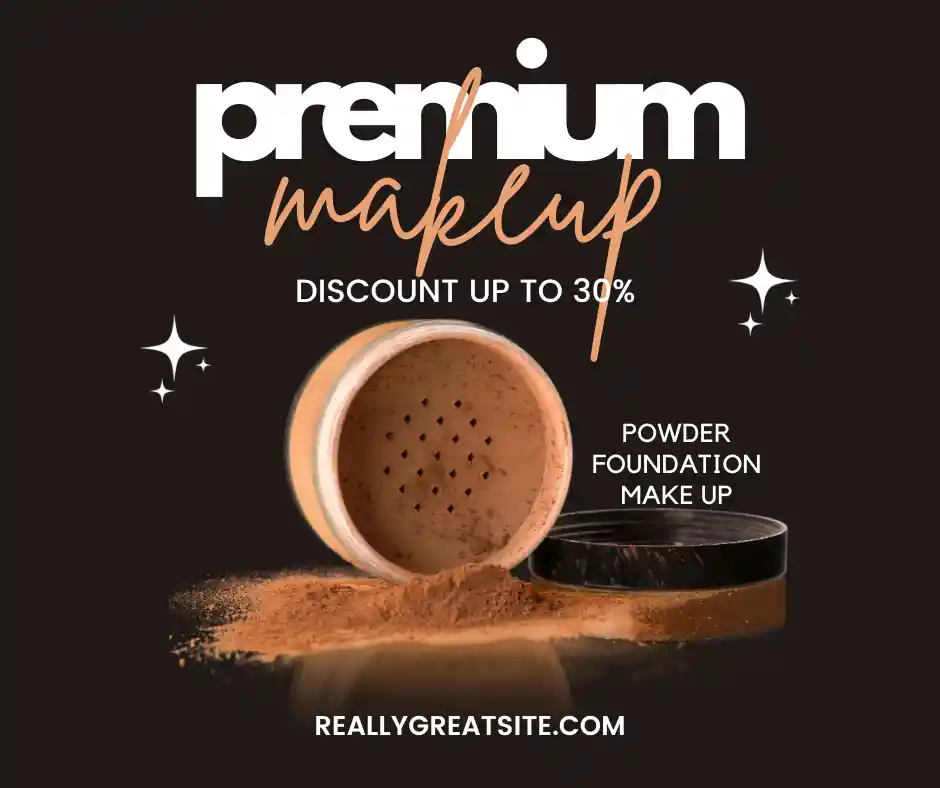 premium
makeup
DISCOUNT UP TO 30%
POWDER
FOUNDATION
MAKE UP
REALLYGREATSITE.COM